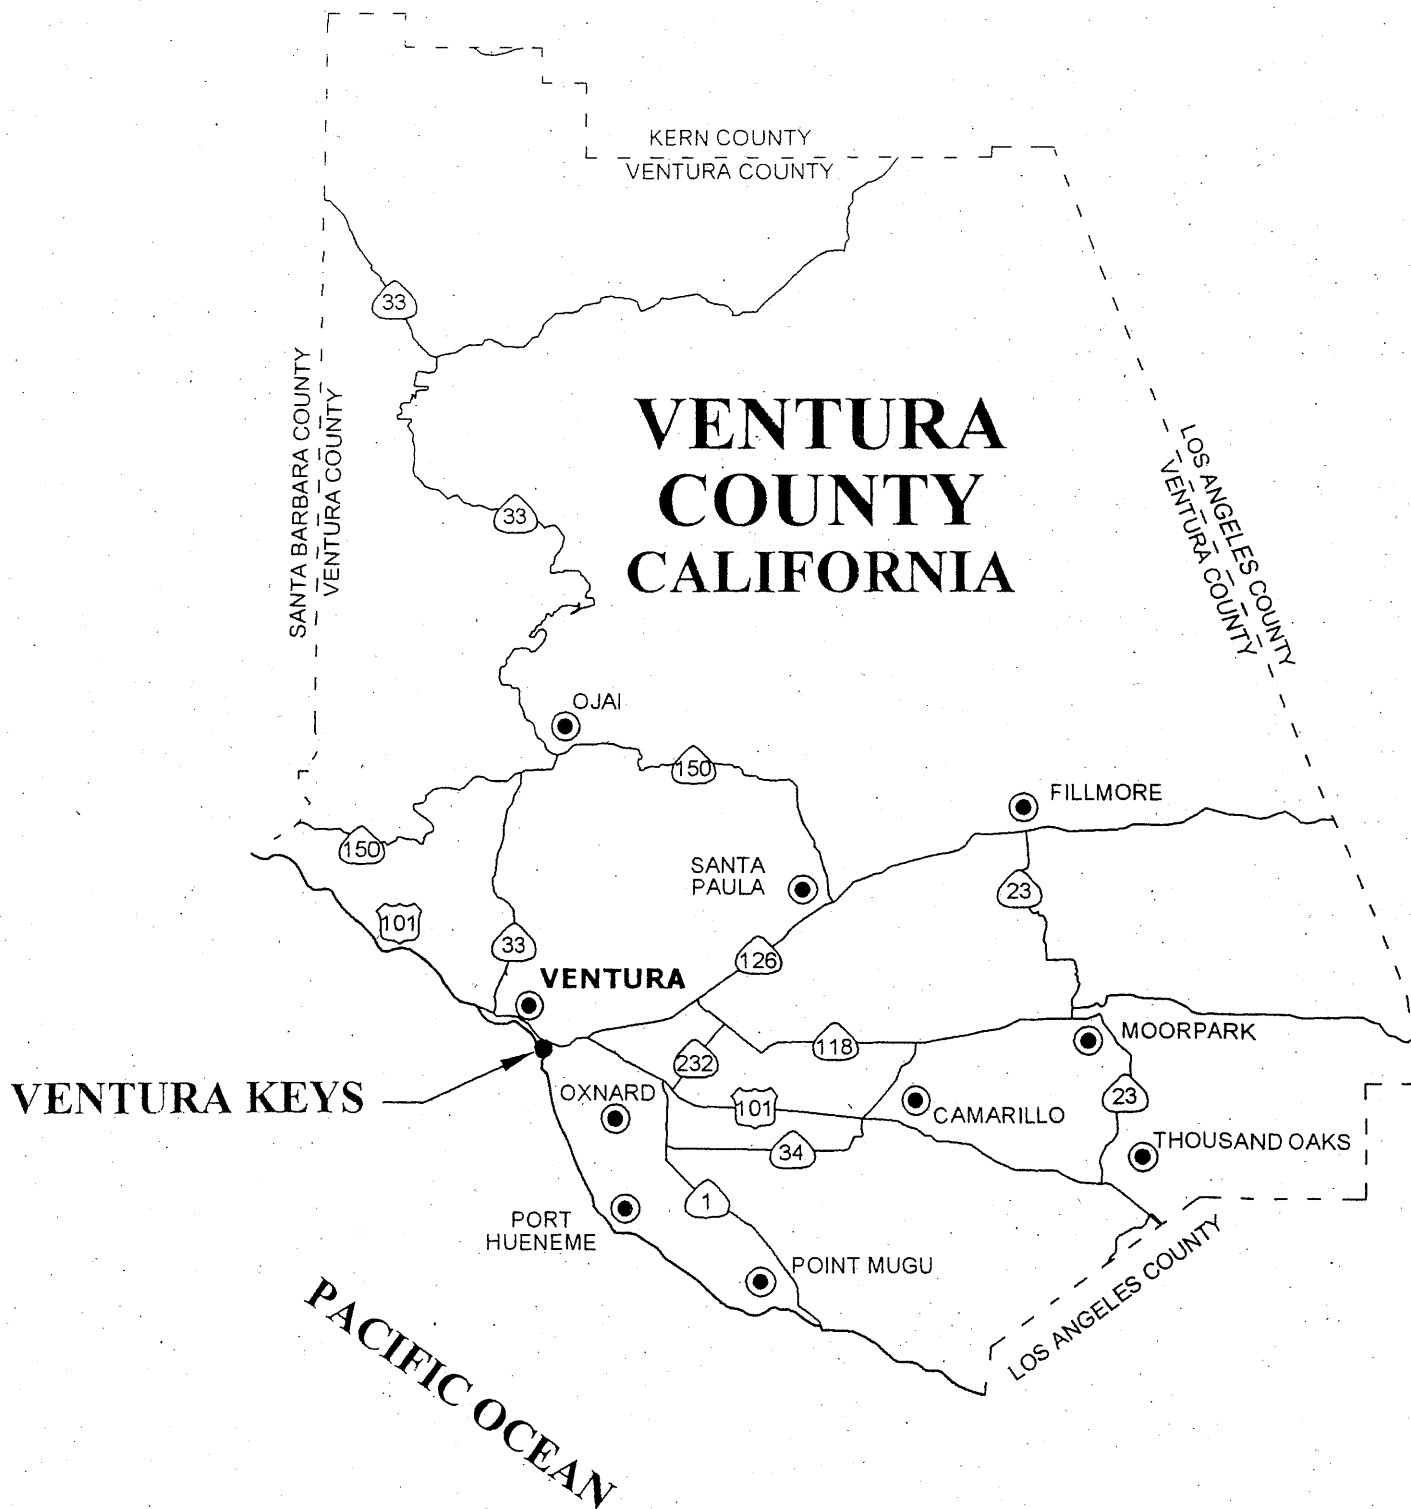 KERN COUNTY
VENTURA COUNTY
33
SANTA BARBARA COUNTY
VENTURA COUNTY
VENTURA
COUNTY
CALIFORNIA
LOS ANGELES COUNTY
VENTURA COUNTY
33
OJAI
150
FILLMORE
150
SANTA
PAULA
23
101
33
126
VENTURA
MOORPARK
118
232
VENTURA KEYS
OXNARD
101
CAMARILLO
23
34
THOUSAND OAKS
1
PORT
HUENEME
POINT MUGU
LOS ANGELES COUNTY
PACIFIC OCEAN